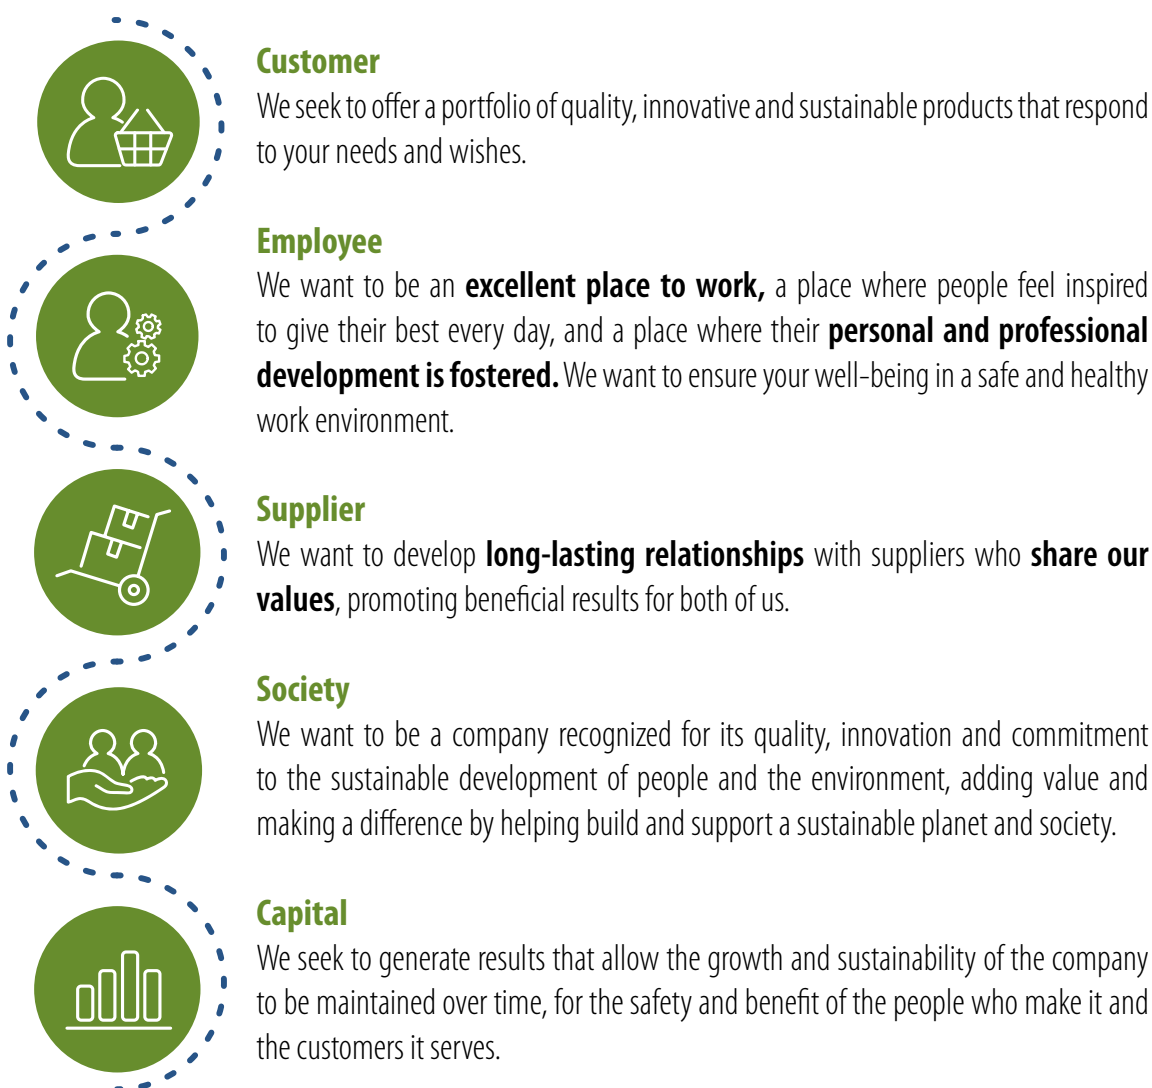 Customer
We seek to offer a portfolio of quality, innovative and sustainable products that respond
to your needs and wishes.
Employee
We want to be an excellent place to work, a place where people feel inspired
to give their best every day, and a place where their personal and professional
development is fostered. We want to ensure your well-being in a safe and healthy
work environment.
Supplier
We want to develop long-lasting relationships with suppliers who share our
values, promoting beneficial results for both of us.
Society
We want to be a company recognized for its quality, innovation and commitment
to the sustainable development of people and the environment, adding value and
making a difference by helping build and support a sustainable planet and society.
Capital
We seek to generate results that allow the growth and sustainability of the company
to be maintained over time, for the safety and benefit of the people who make it and
the customers it serves.